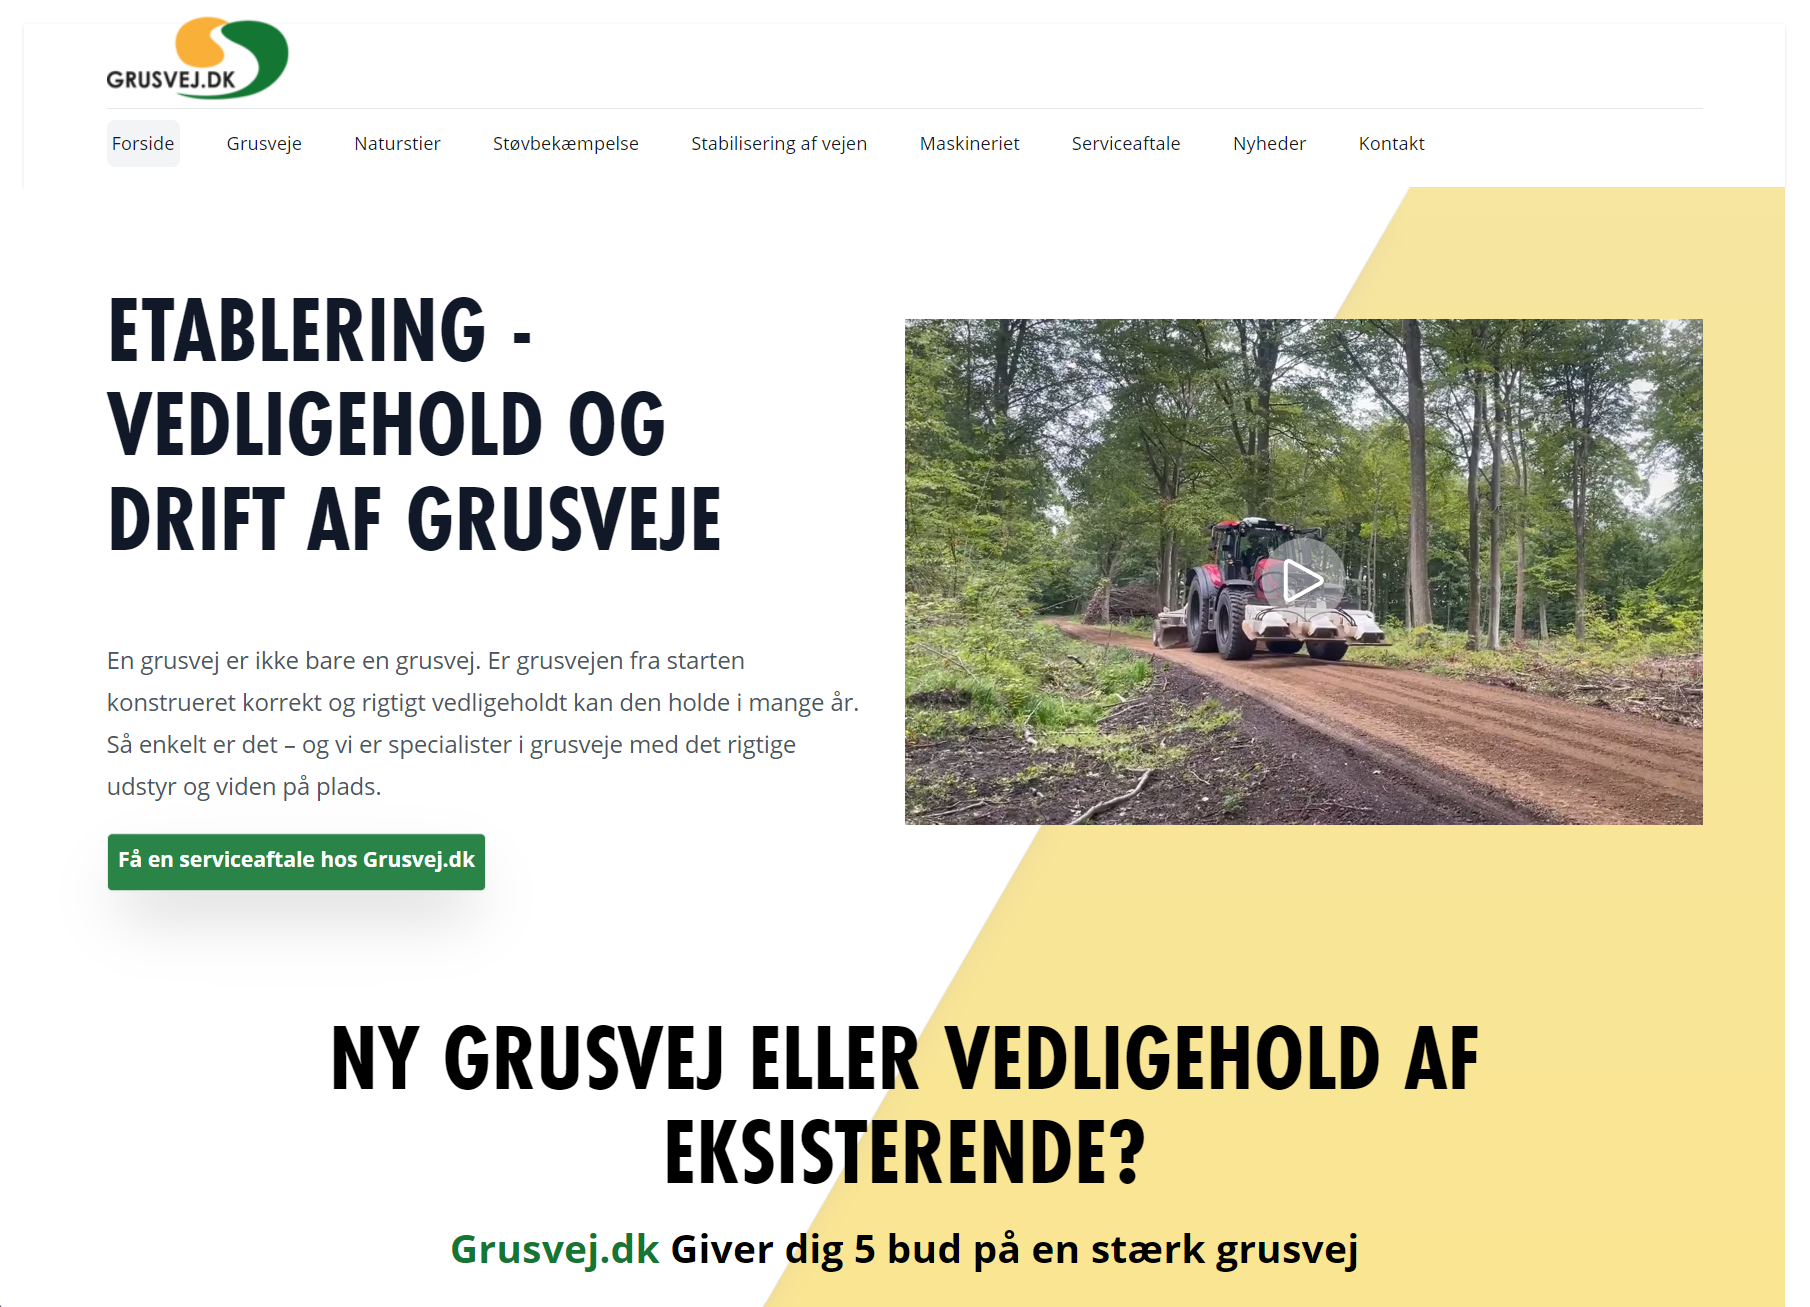 GRUSVEJ.DK
Forside Grusveje Naturstier Støvbekæmpelse Stabilisering af vejen Maskineriet Serviceaftale Nyheder Kontakt
ETABLERING -
VEDLIGEHOLD OG
DRIFT AF GRUSVEJE
En grusvej er ikke bare en grusvej. Er grusvejen fra starten
konstrueret korrekt og rigtigt vedligeholdt kan den holde i mange år.
Så enkelt er det – og vi er specialister i grusveje med det rigtige
udstyr og viden på plads.
Få en serviceaftale hos Grusvej.dk
NY GRUSVEJ ELLER VEDLIGEHOLD AF
EKSISTERENDE?
Grusvej.dk Giver dig 5 bud på en stærk grusvej